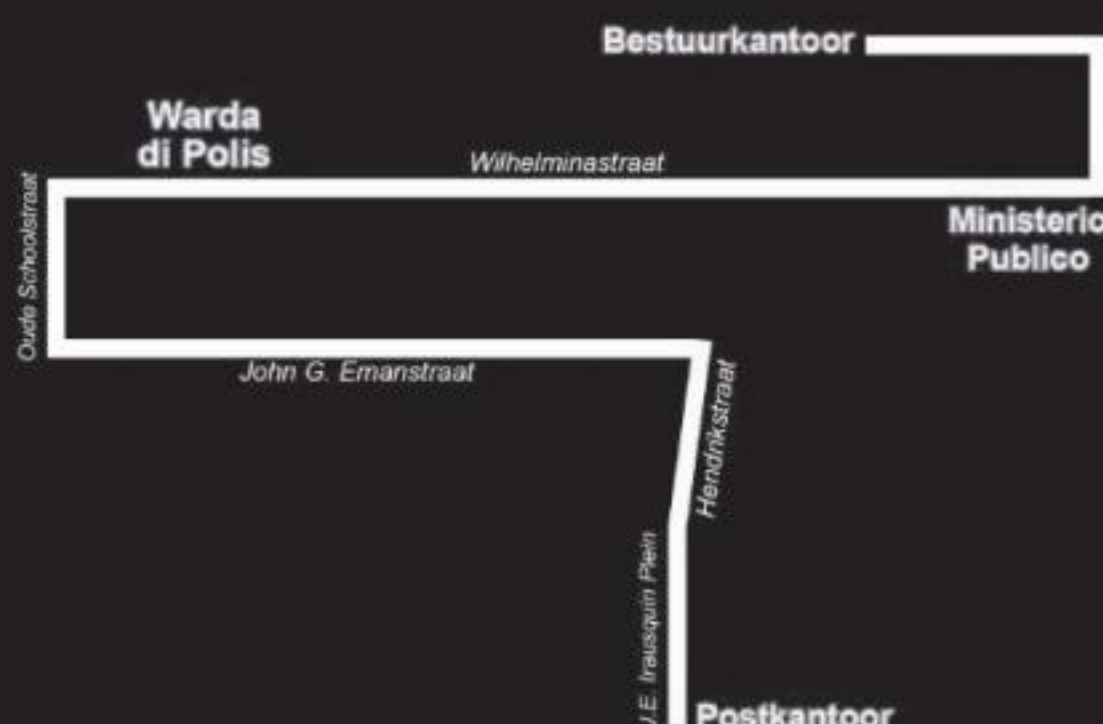 Bestuurkantoor
Warda
di Polis
Wilhelminastraat
Oude Schoolstraat
Ministerio
Publico
John G. Emanstraat
Hendrikstraat
J.E. Irausquin Plein
Postkantoor